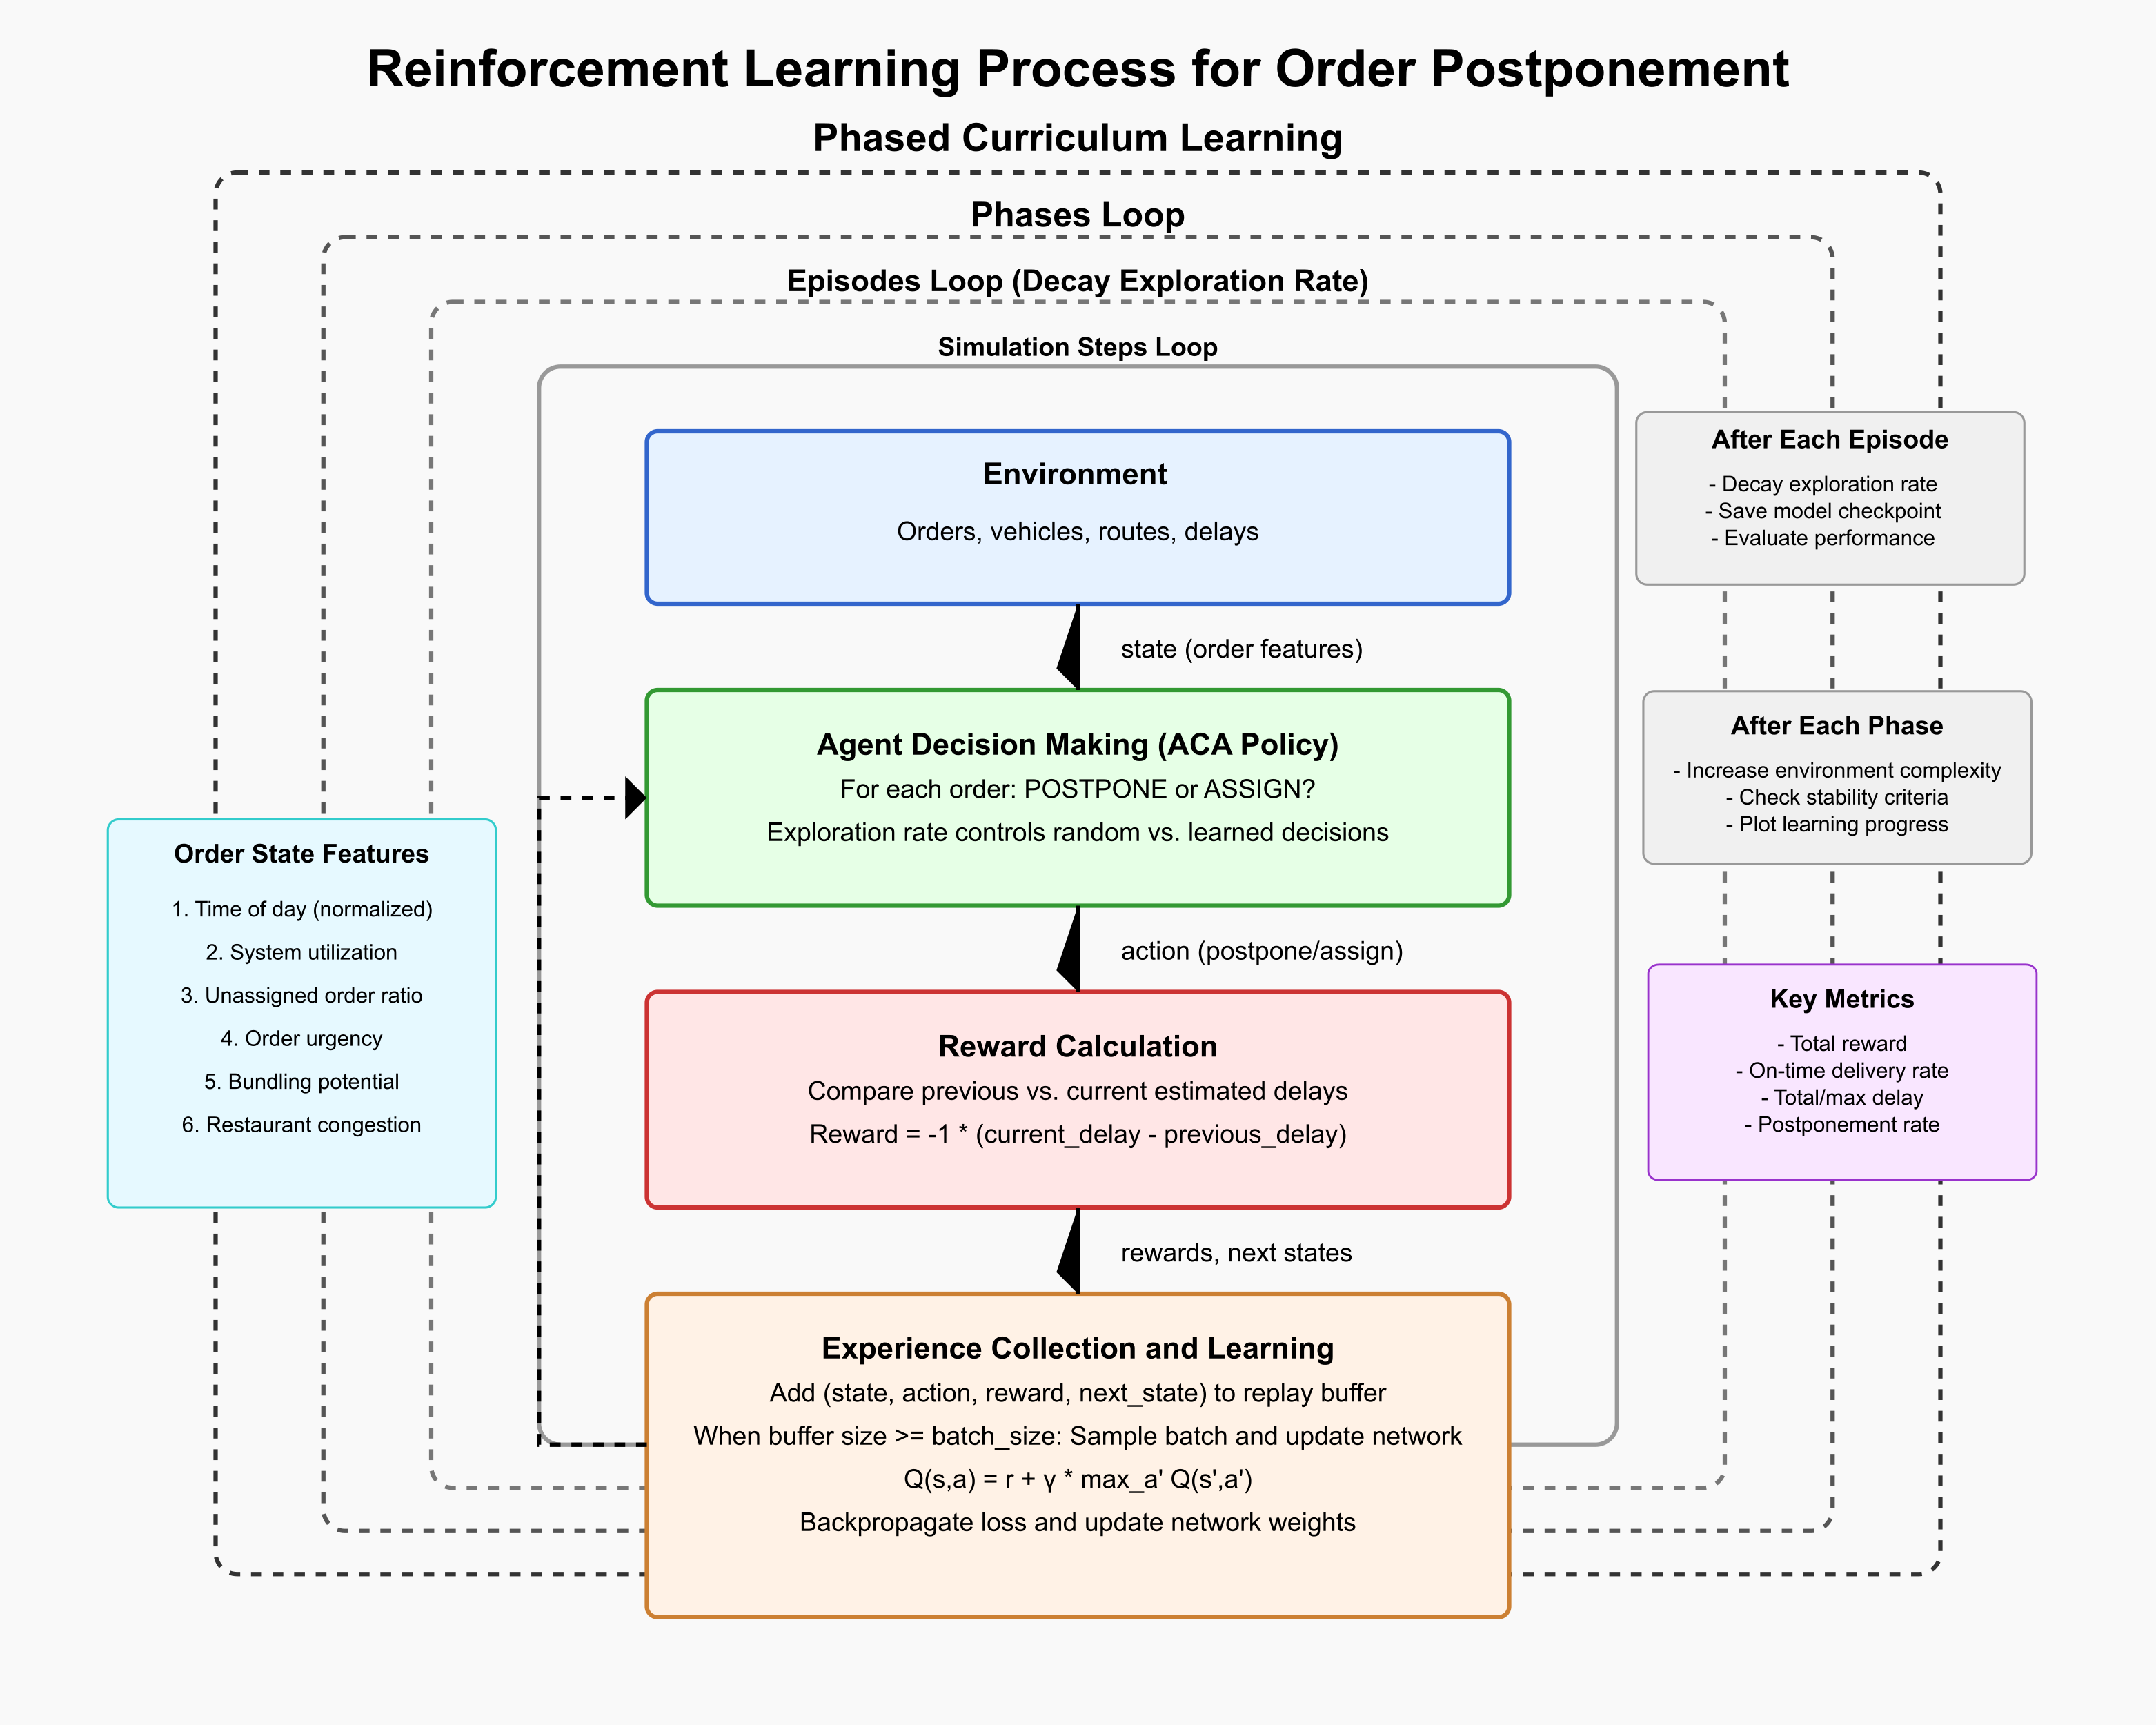 Reinforcement Learning Process for Order Postponement
Phased Curriculum Learning
Phases Loop
Episodes Loop (Decay Exploration Rate)
Simulation Steps Loop
Environment
Orders, vehicles, routes, delays
state (order features)
Agent Decision Making (ACA Policy)
For each order: POSTPONE or ASSIGN?
Exploration rate controls random vs. learned decisions
action (postpone/assign)
Reward Calculation
Compare previous vs. current estimated delays
Reward = -1 * (current_delay - previous_delay)
rewards, next states
Experience Collection and Learning
Add (state, action, reward, next_state) to replay buffer
When buffer size >= batch_size: Sample batch and update network
Q(s,a) = r + γ * max_a' Q(s',a')
Backpropagate loss and update network weights
Order State Features
1. Time of day (normalized)
2. System utilization
3. Unassigned order ratio
4. Order urgency
5. Bundling potential
6. Restaurant congestion
After Each Episode
- Decay exploration rate
- Save model checkpoint
- Evaluate performance
After Each Phase
- Increase environment complexity
- Check stability criteria
- Plot learning progress
Key Metrics
- Total reward
- On-time delivery rate
- Total/max delay
- Postponement rate